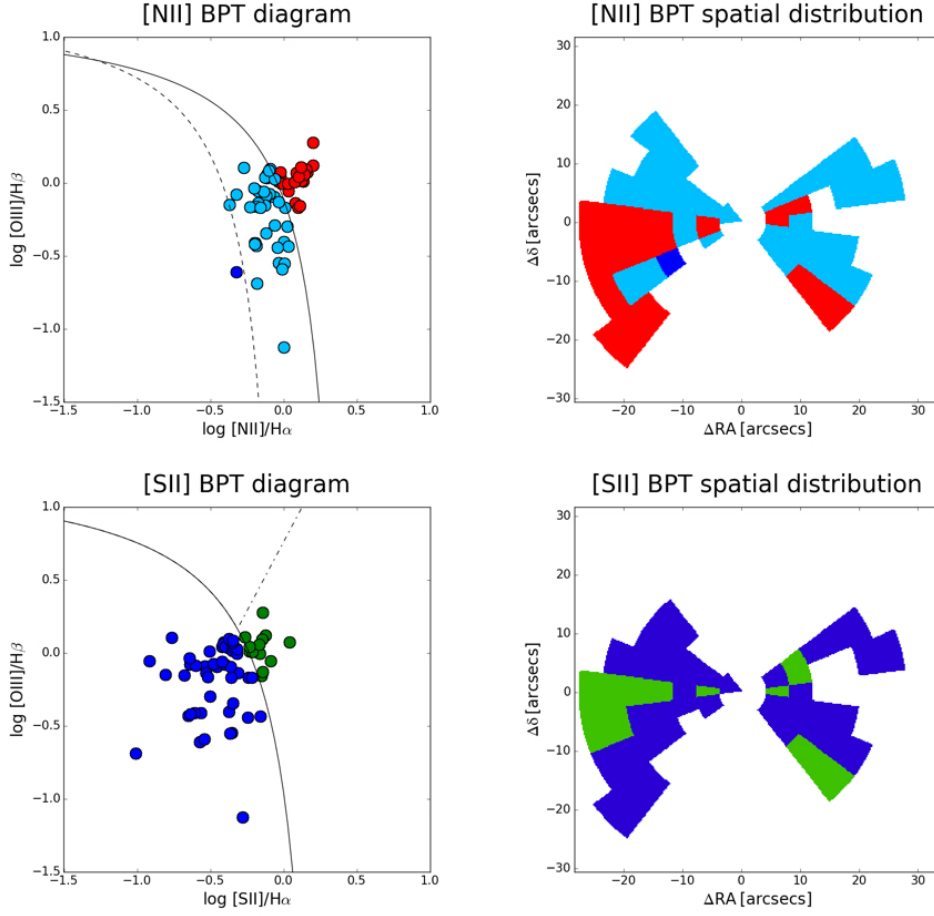 [NII] BPT diagram
1.0
0.5
0.0
−0.5
−1.0
−1.5
log [OIII]/Hβ
−1.5 −1.0 −0.5 0.0 0.5 1.0
log [NII]/Hα
[NII] BPT spatial distribution
30
20
10
0
−10
−20
−30
Δδ [arcsecs]
−20 −10 0 10 20 30
ΔRA [arcsecs]
[SII] BPT diagram
1.0
0.5
0.0
−0.5
−1.0
−1.5
log [OIII]/Hβ
−1.5 −1.0 −0.5 0.0 0.5 1.0
log [SII]/Hα
[SII] BPT spatial distribution
30
20
10
0
−10
−20
−30
Δδ [arcsecs]
−20 −10 0 10 20 30
ΔRA [arcsecs]